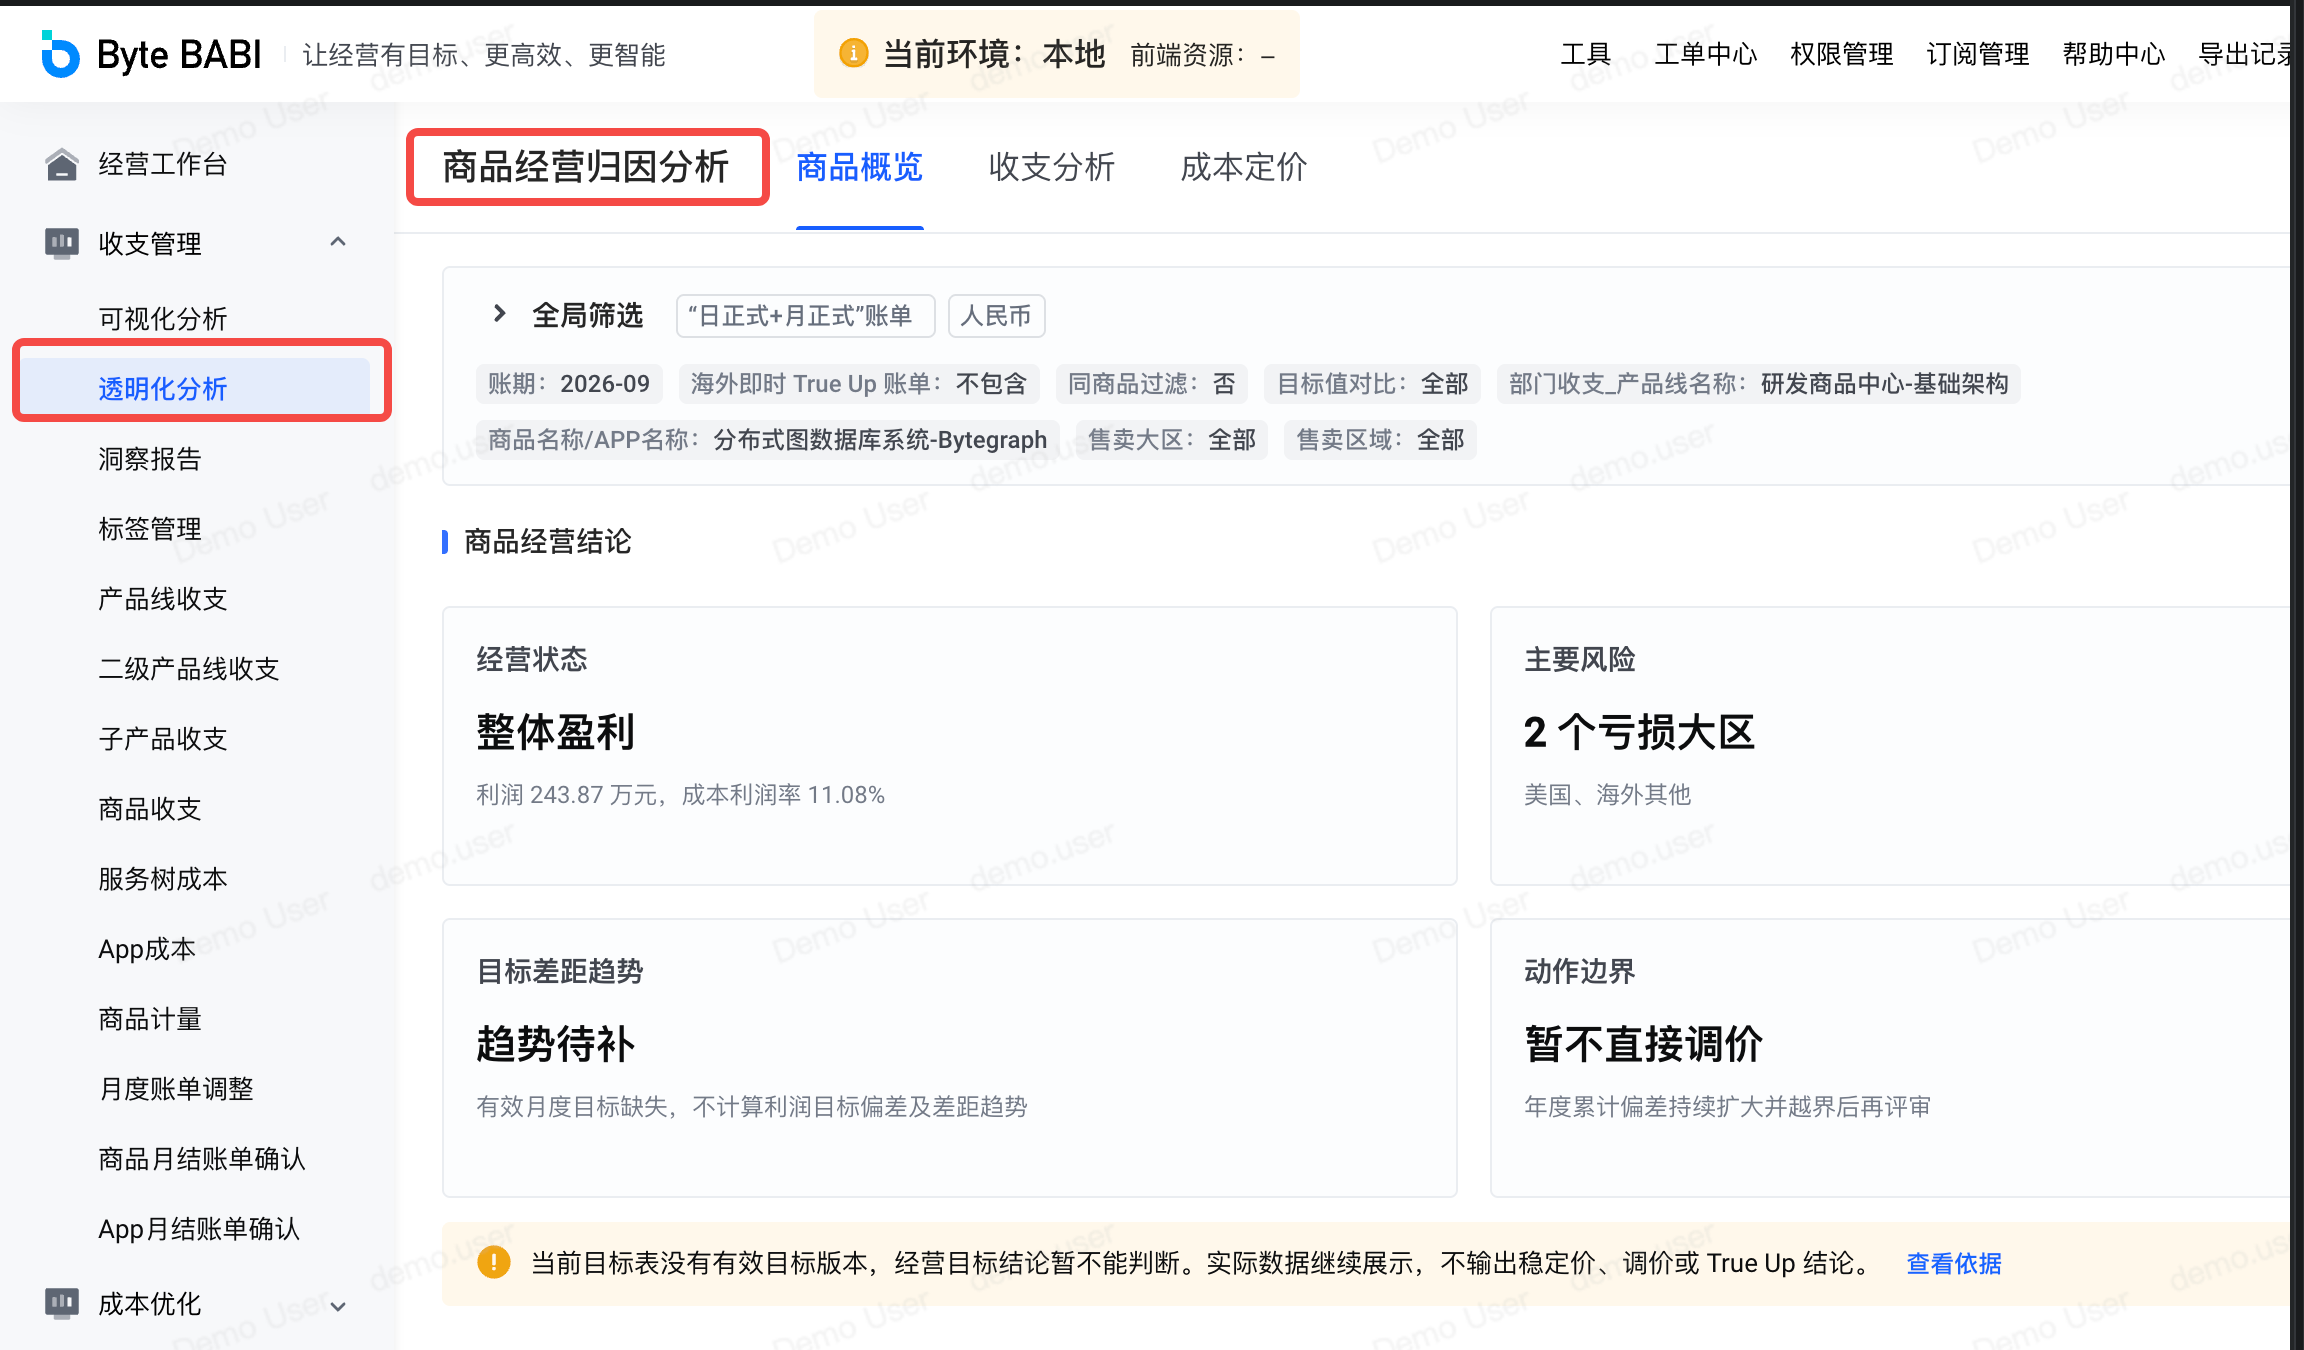 Byte BABI 让经营有目标、更高效、更智能 当前环境：本地 前端资源：– 工具 工单中心 权限管理 订阅管理 帮助中心 导出记录
经营工作台
收支管理
可视化分析
透明化分析
洞察报告
标签管理
产品线收支
二级产品线收支
子产品收支
商品收支
服务树成本
App成本
商品计量
月度账单调整
商品月结账单确认
App月结账单确认
成本优化
商品经营归因分析 商品概览 收支分析 成本定价
全局筛选 “日正式+月正式”账单 人民币
账期：2026-09 海外即时 True Up 账单：不包含 同商品过滤：否 目标值对比：全部 部门收支_产品线名称：研发商品中心-基础架构
商品名称/APP名称：分布式图数据库系统-Bytegraph 售卖大区：全部 售卖区域：全部
商品经营结论
经营状态
整体盈利
利润 243.87 万元，成本利润率 11.08%
主要风险
2 个亏损大区
美国、海外其他
目标差距趋势
趋势待补
有效月度目标缺失，不计算利润目标偏差及差距趋势
动作边界
暂不直接调价
年度累计偏差持续扩大并越界后再评审
当前目标表没有有效目标版本，经营目标结论暂不能判断。实际数据继续展示，不输出稳定价、调价或 True Up 结论。 查看依据
Demo User
demo.user